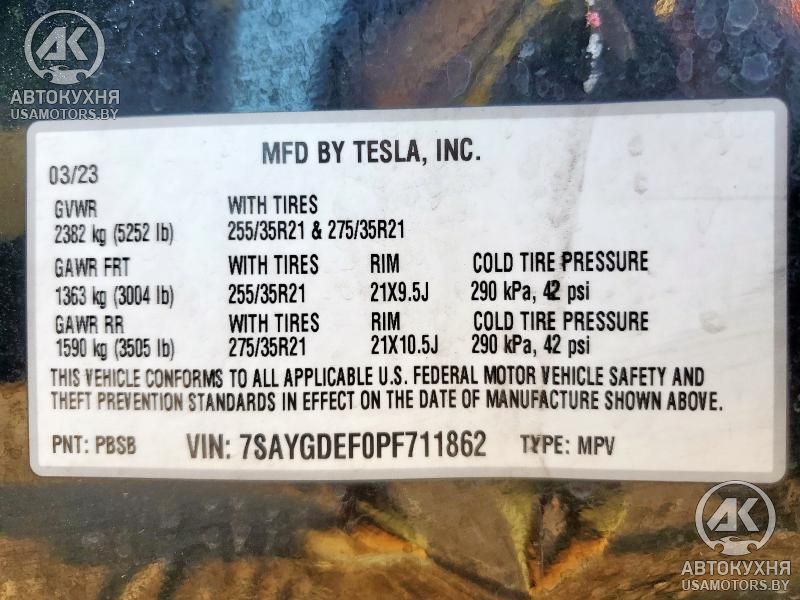 AK
АВТОКУХНЯ
USAMOTORS.BY
MFD BY TESLA, INC.
03/23
GVWR WITH TIRES
2382 kg (5252 lb) 255/35R21 & 275/35R21
GAWR FRT WITH TIRES RIM COLD TIRE PRESSURE
1363 kg (3004 lb) 255/35R21 21X9.5J 290 kPa, 42 psi
GAWR RR WITH TIRES RIM COLD TIRE PRESSURE
1590 kg (3505 lb) 275/35R21 21X10.5J 290 kPa, 42 psi
THIS VEHICLE CONFORMS TO ALL APPLICABLE U.S. FEDERAL MOTOR VEHICLE SAFETY AND
THEFT PREVENTION STANDARDS IN EFFECT ON THE DATE OF MANUFACTURE SHOWN ABOVE.
PNT: PBSB VIN: 7SAYGDEF0PF711862 TYPE: MPV
AK
АВТОКУХНЯ
USAMOTORS.BY